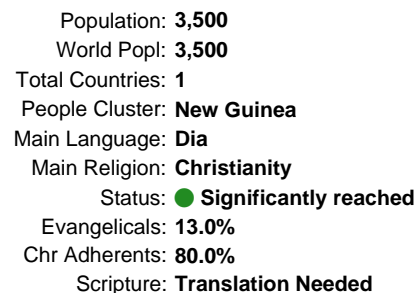 Population: 3,500
World Popl: 3,500
Total Countries: 1
People Cluster: New Guinea
Main Language: Dia
Main Religion: Christianity
Status: Significantly reached
Evangelicals: 13.0%
Chr Adherents: 80.0%
Scripture: Translation Needed